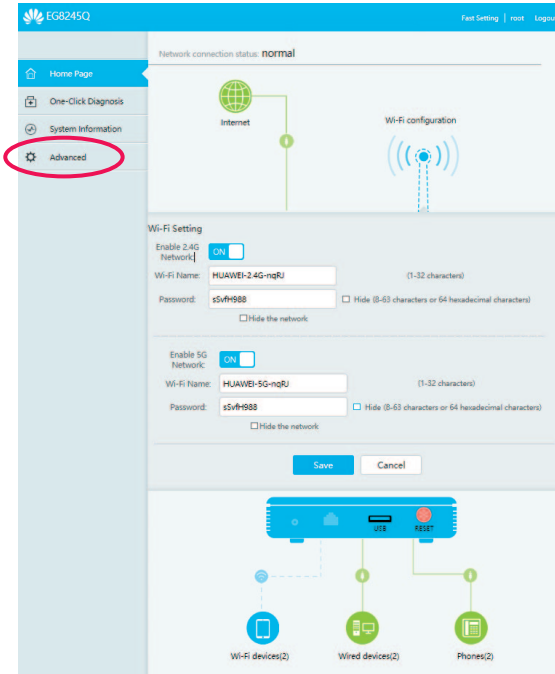 EG8245Q
Fast Setting | root Logou
Network connection status: normal
Home Page
One-Click Diagnosis
System Information
Advanced
Internet
Wi-Fi configuration
Wi-Fi Setting
Enable 2.4G
Network:
ON
Wi-Fi Name: HUAWEI-2.4G-nqRJ (1-32 characters)
Password: sSvfH988 Hide (8-63 characters or 64 hexadecimal characters)
Hide the network
Enable 5G
Network:
ON
Wi-Fi Name: HUAWEI-5G-nqRJ (1-32 characters)
Password: sSvfH988 Hide (8-63 characters or 64 hexadecimal characters)
Hide the network
Save Cancel
USB RESET
Wi-Fi devices(2) Wired devices(2) Phones(2)